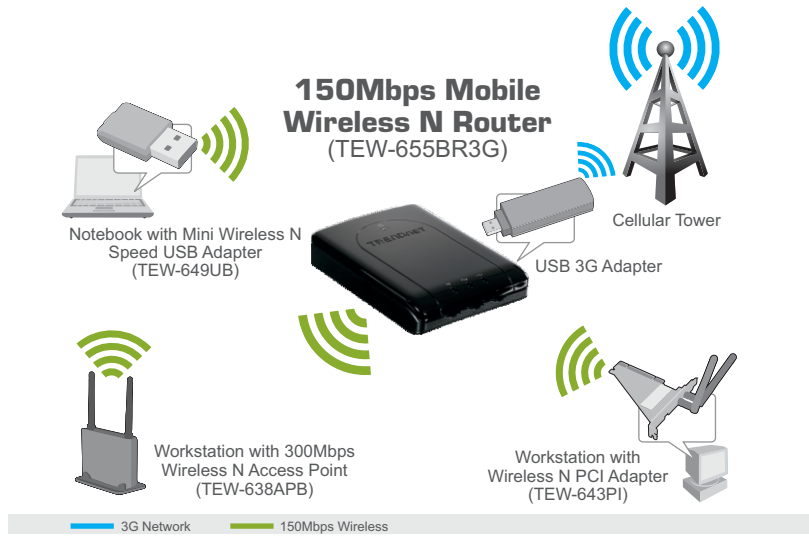 150Mbps Mobile
Wireless N Router
(TEW-655BR3G)
Cellular Tower
Notebook with Mini Wireless N
Speed USB Adapter
(TEW-649UB)
TRENDNET
USB 3G Adapter
Workstation with 300Mbps
Wireless N Access Point
(TEW-638APB)
Workstation with
Wireless N PCI Adapter
(TEW-643PI)
3G Network
150Mbps Wireless